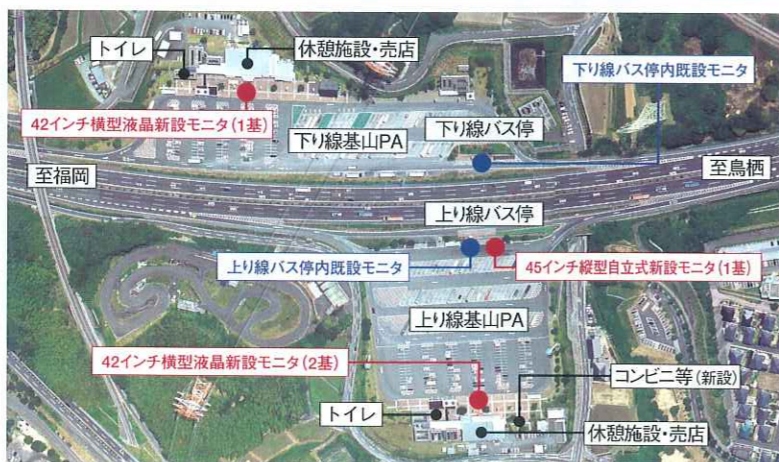 トイレ
休憩施設・売店
下り線バス停内既設モニタ
42インチ横型液晶新設モニタ(1基)
下り線基山PA
下り線バス停
至福岡
至鳥栖
上り線バス停
上り線バス停内既設モニタ
45インチ縦型自立式新設モニタ(1基)
上り線基山PA
42インチ横型液晶新設モニタ(2基)
コンビニ等(新設)
トイレ
休憩施設・売店